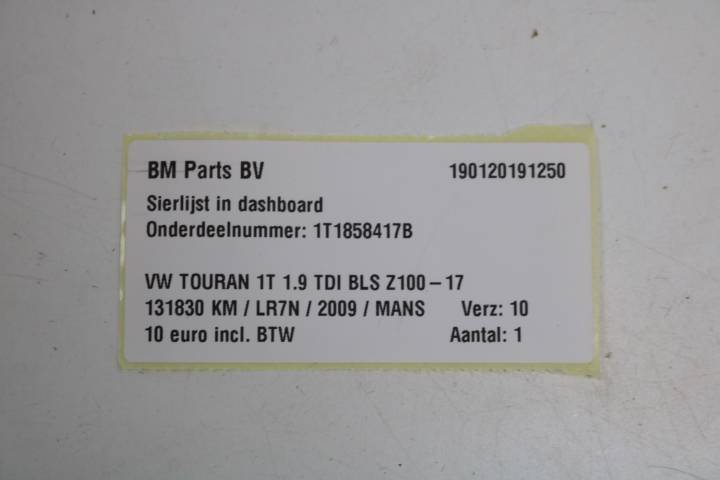 BM Parts BV 190120191250
Sierlijst in dashboard
Onderdeelnummer: 1T1858417B
VW TOURAN 1T 1.9 TDI BLS Z100-17
131830 KM / LR7N / 2009 / MANS Verz: 10
10 euro incl. BTW Aantal: 1